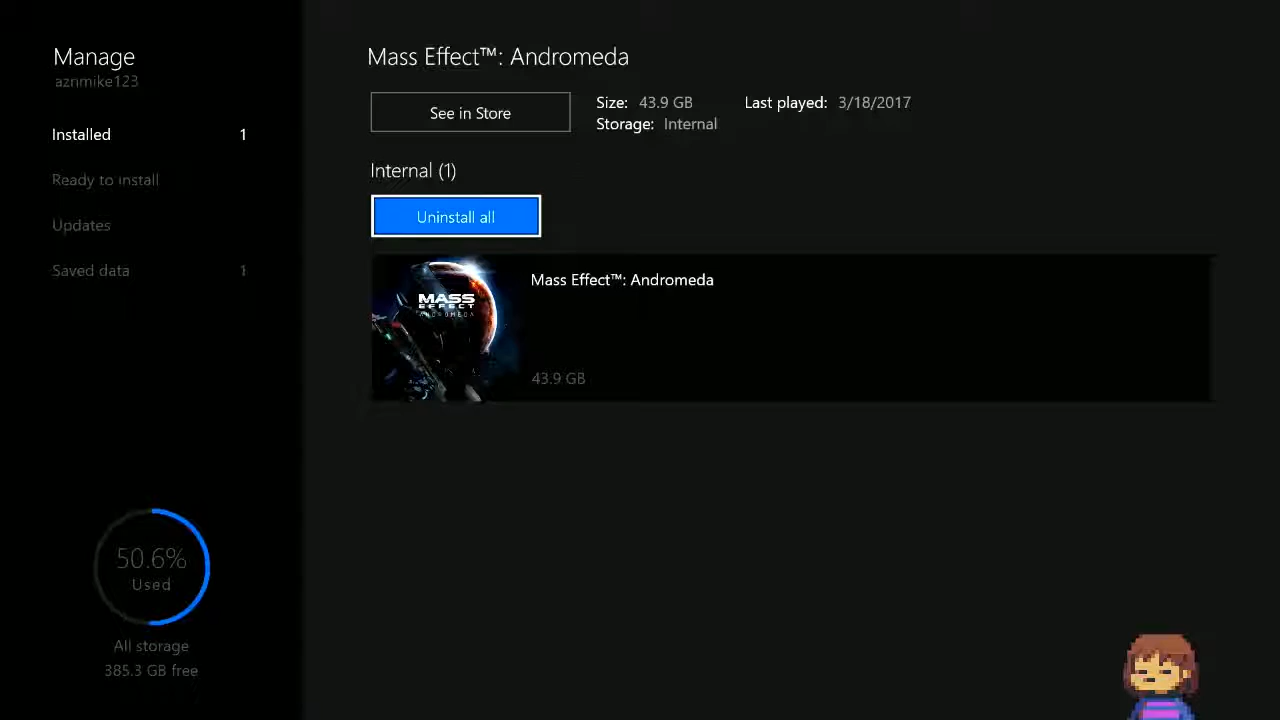 Manage
aznmike123
Installed 1
Ready to install
Updates
Saved data 1
50.6%
Used
All storage
385.3 GB free
Mass Effect™: Andromeda
See in Store
Size: 43.9 GB
Storage: Internal
Last played: 3/18/2017
Internal (1)
Uninstall all
MASS
EFFECT
ANDROMEDA
Mass Effect™: Andromeda
43.9 GB